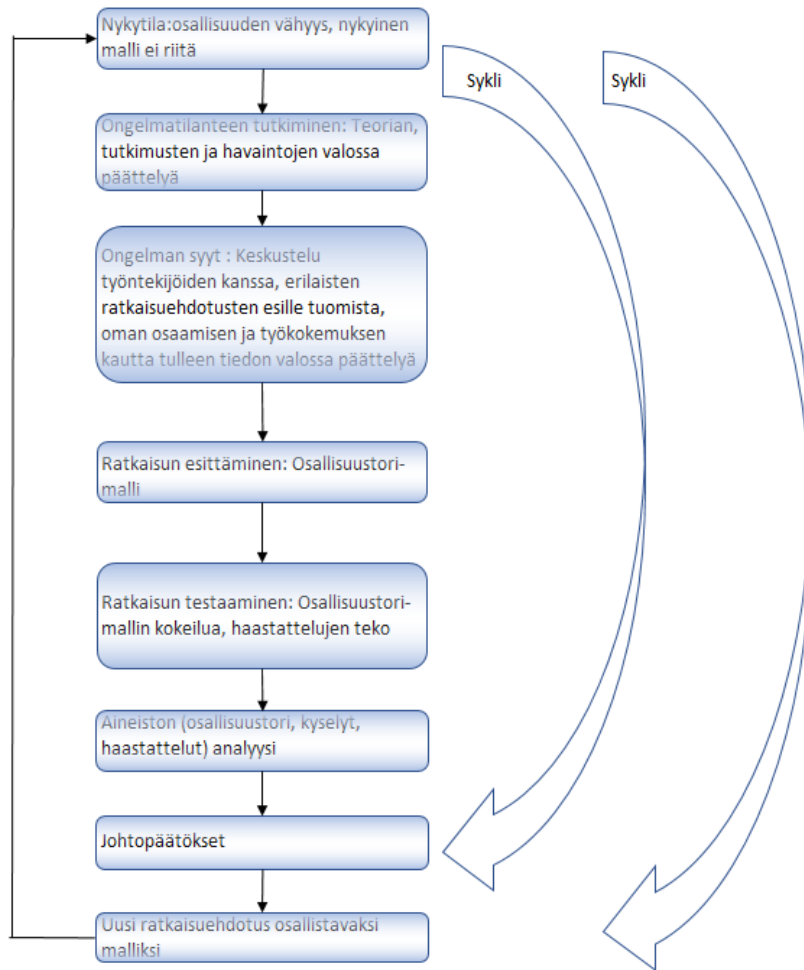 Nykytila:osallisuuden vähyys, nykyinen
malli ei riitä
Sykli
Sykli
Ongelmatilanteen tutkiminen: Teorian,
tutkimusten ja havaintojen valossa
päättelyä
Ongelman syyt : Keskustelu
työntekijöiden kanssa, erilaisten
ratkaisuehdotusten esille tuomista,
oman osaamisen ja työkokemuksen
kautta tulleen tiedon valossa päättelyä
Ratkaisun esittäminen: Osallisuustori-
malli
Ratkaisun testaaminen: Osallisuustori-
mallin kokeilua, haastattelujen teko
Aineiston (osallisuustori, kyselyt,
haastattelut) analyysi
Johtopäätökset
Uusi ratkaisuehdotus osallistavaksi
malliksi